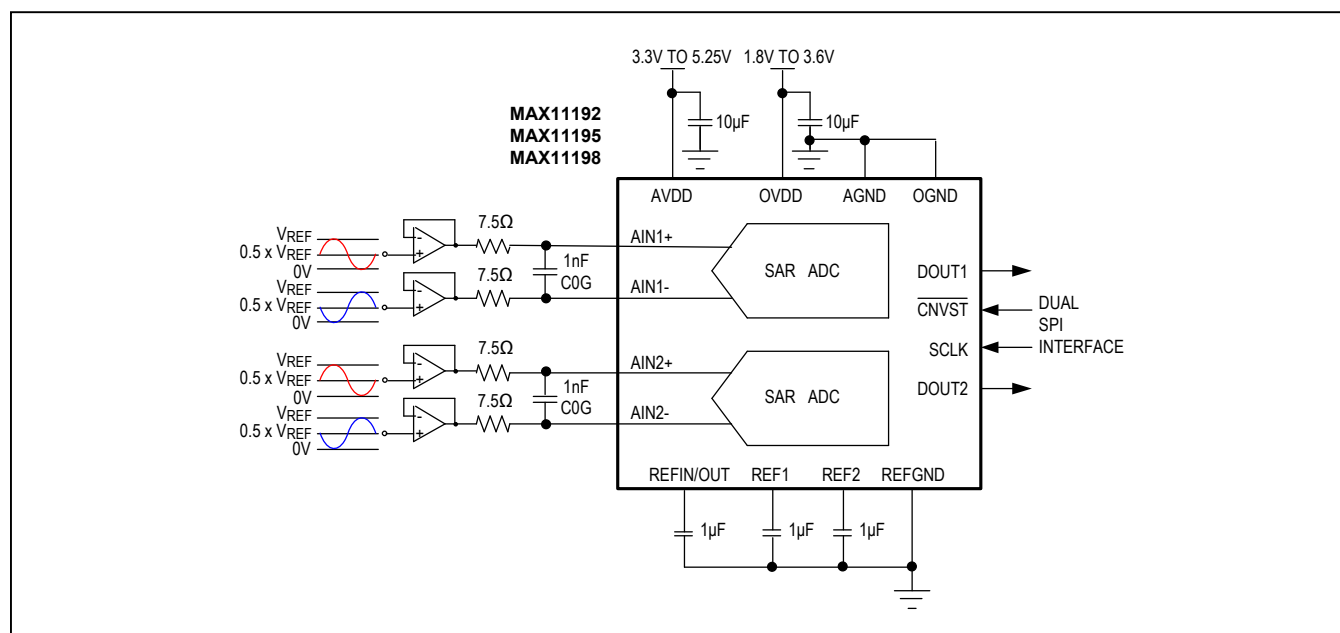 3.3V TO 5.25V
1.8V TO 3.6V
MAX11192
MAX11195
MAX11198
10µF
10µF
AVDD
OVDD
AGND
OGND
VREF
0.5 x VREF
0V
VREF
0.5 x VREF
0V
-
+
-
+
7.5Ω
7.5Ω
1nF
C0G
AIN1+
AIN1-
SAR ADC
VREF
0.5 x VREF
0V
VREF
0.5 x VREF
0V
-
+
-
+
7.5Ω
7.5Ω
1nF
C0G
AIN2+
AIN2-
SAR ADC
DOUT1
CNVST
SCLK
DOUT2
DUAL
SPI
INTERFACE
REFIN/OUT
REF1
REF2
REFGND
1µF
1µF
1µF